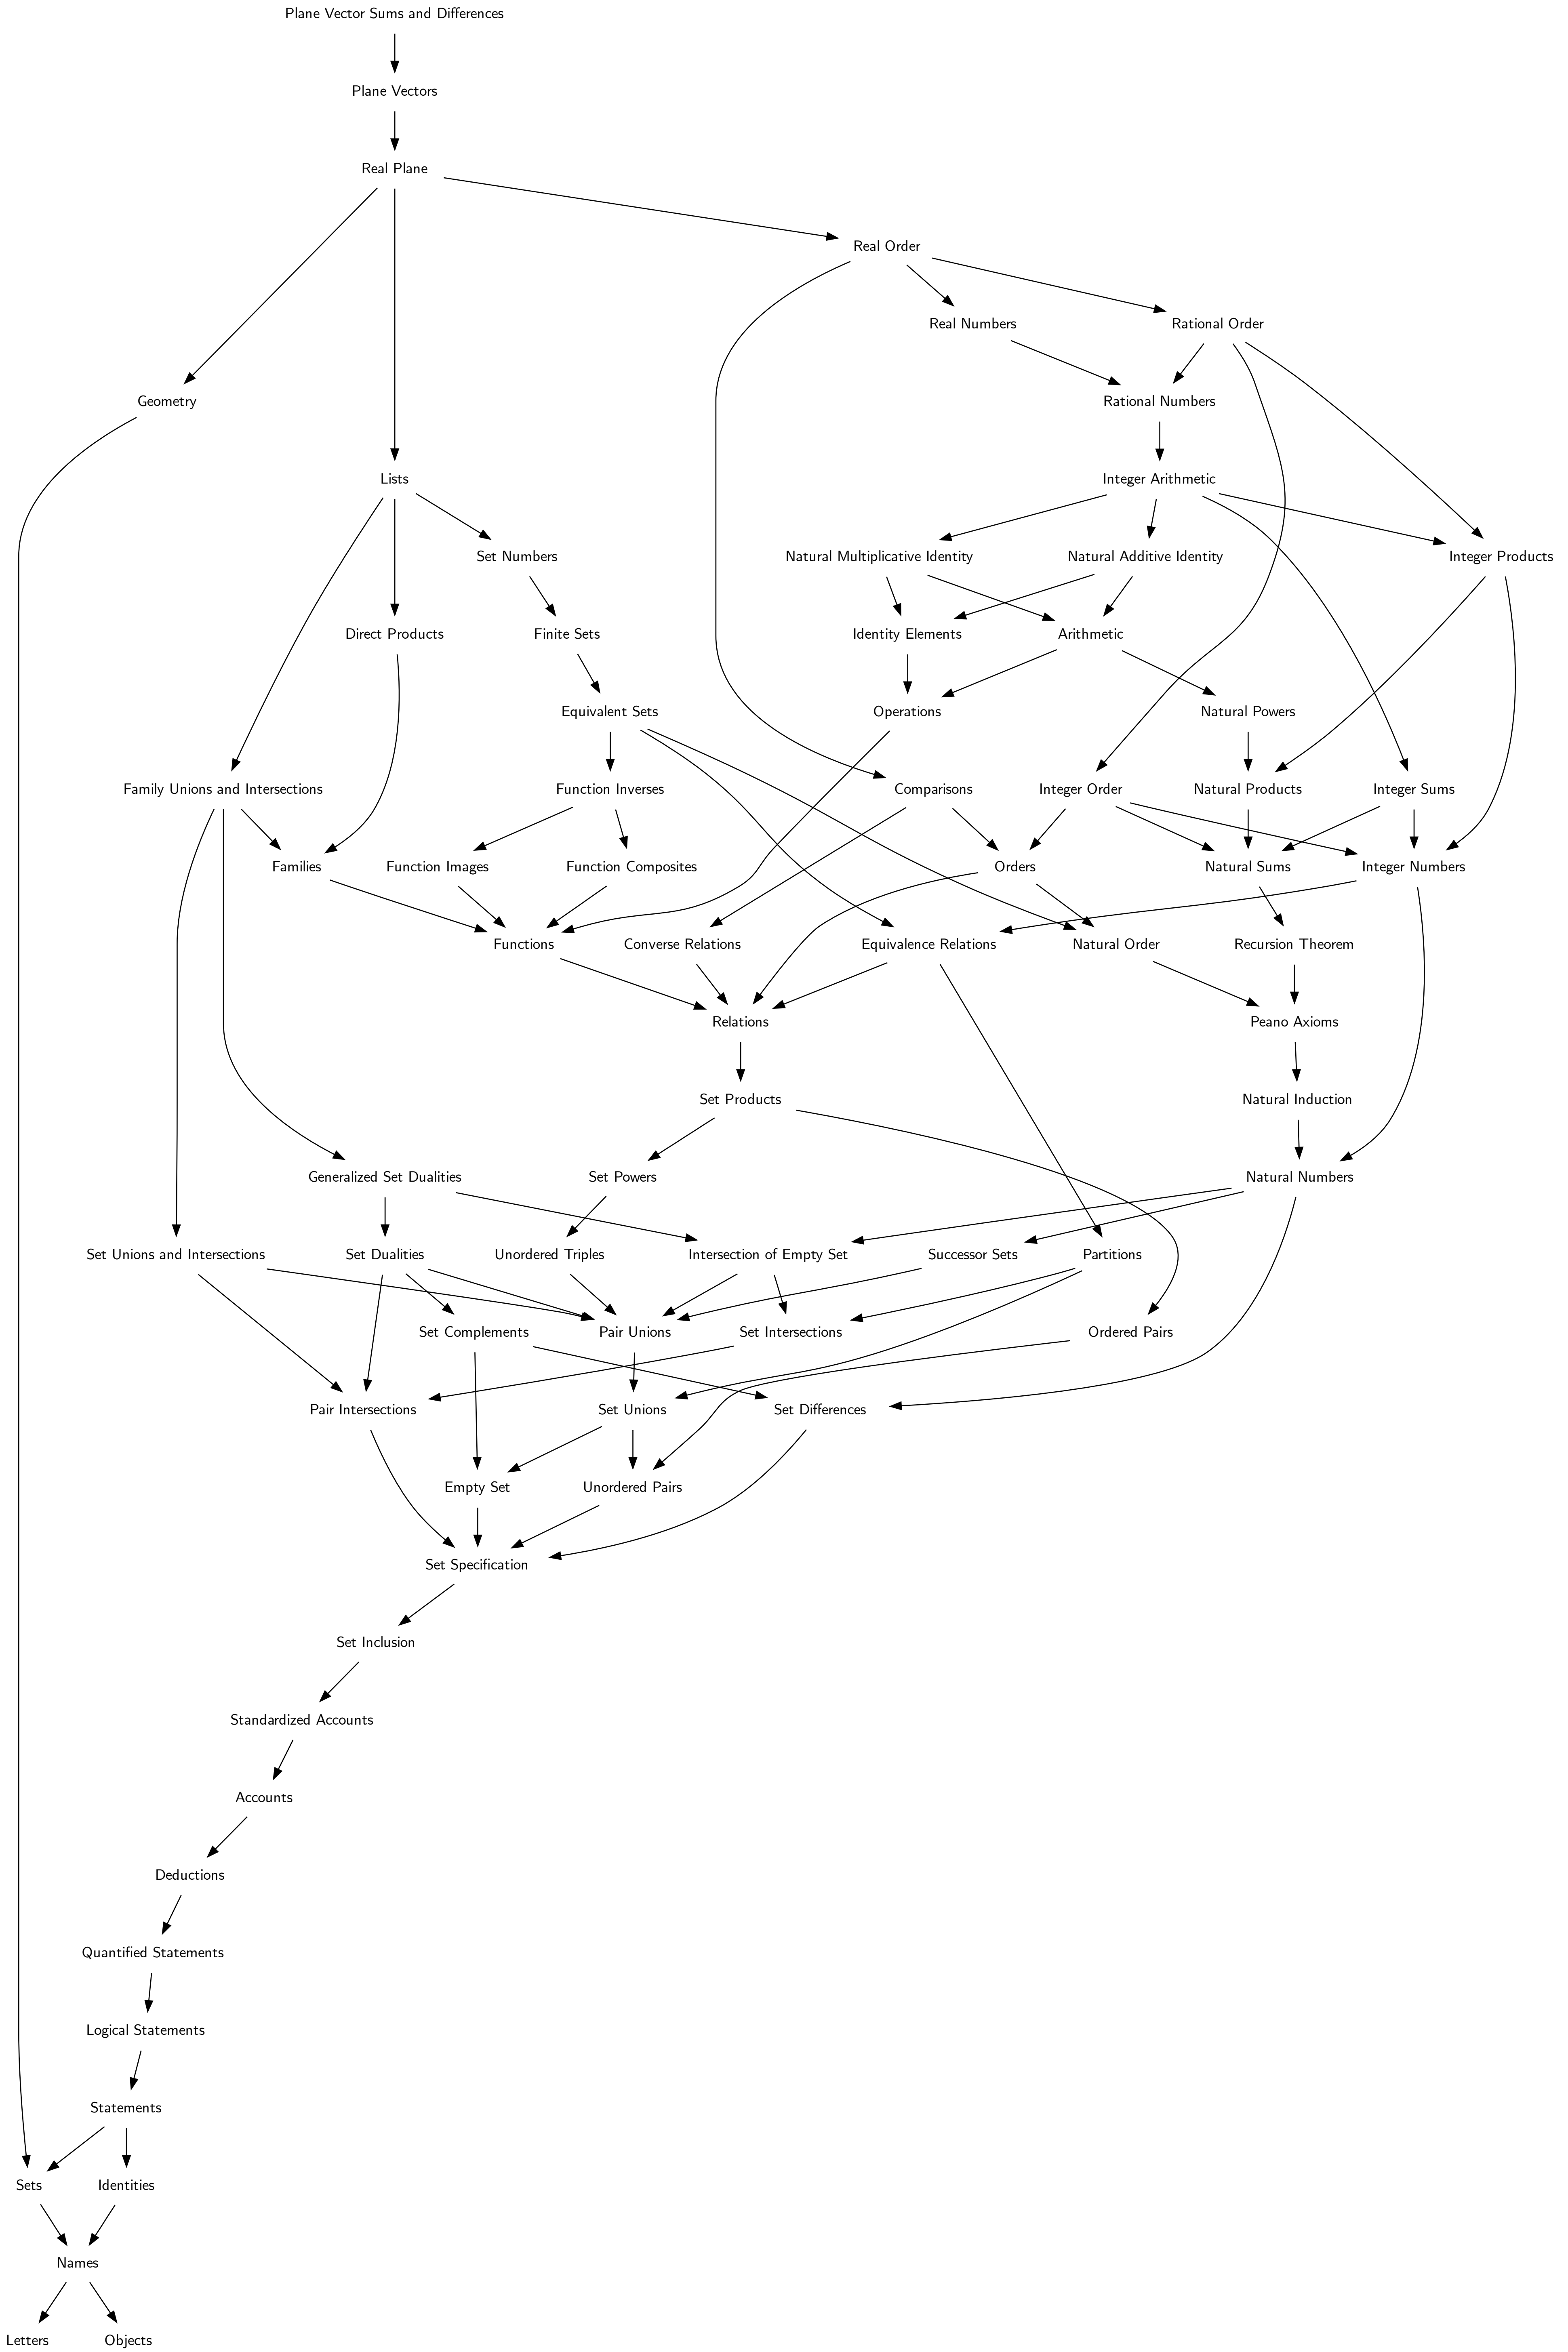 Plane Vector Sums and Differences
Plane Vectors
Real Plane
Real Order
Real Numbers
Rational Order
Geometry
Rational Numbers
Lists
Integer Arithmetic
Set Numbers
Natural Multiplicative Identity
Natural Additive Identity
Integer Products
Direct Products
Finite Sets
Identity Elements
Arithmetic
Equivalent Sets
Operations
Natural Powers
Family Unions and Intersections
Function Inverses
Comparisons
Integer Order
Natural Products
Integer Sums
Families
Function Images
Function Composites
Orders
Natural Sums
Integer Numbers
Functions
Converse Relations
Equivalence Relations
Natural Order
Recursion Theorem
Relations
Peano Axioms
Set Products
Natural Induction
Generalized Set Dualities
Set Powers
Natural Numbers
Set Unions and Intersections
Set Dualities
Unordered Triples
Intersection of Empty Set
Successor Sets
Partitions
Set Complements
Pair Unions
Set Intersections
Ordered Pairs
Pair Intersections
Set Unions
Set Differences
Empty Set
Unordered Pairs
Set Specification
Set Inclusion
Standardized Accounts
Accounts
Deductions
Quantified Statements
Logical Statements
Statements
Sets
Identities
Names
Letters
Objects